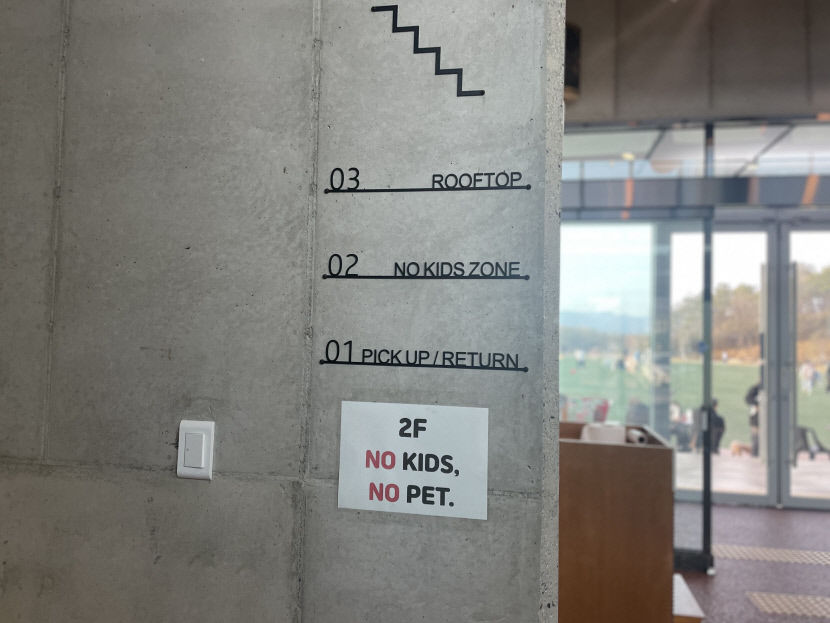 03 ROOFTOP
02 NO KIDS ZONE
01 PICK UP / RETURN
2F
NO KIDS,
NO PET.